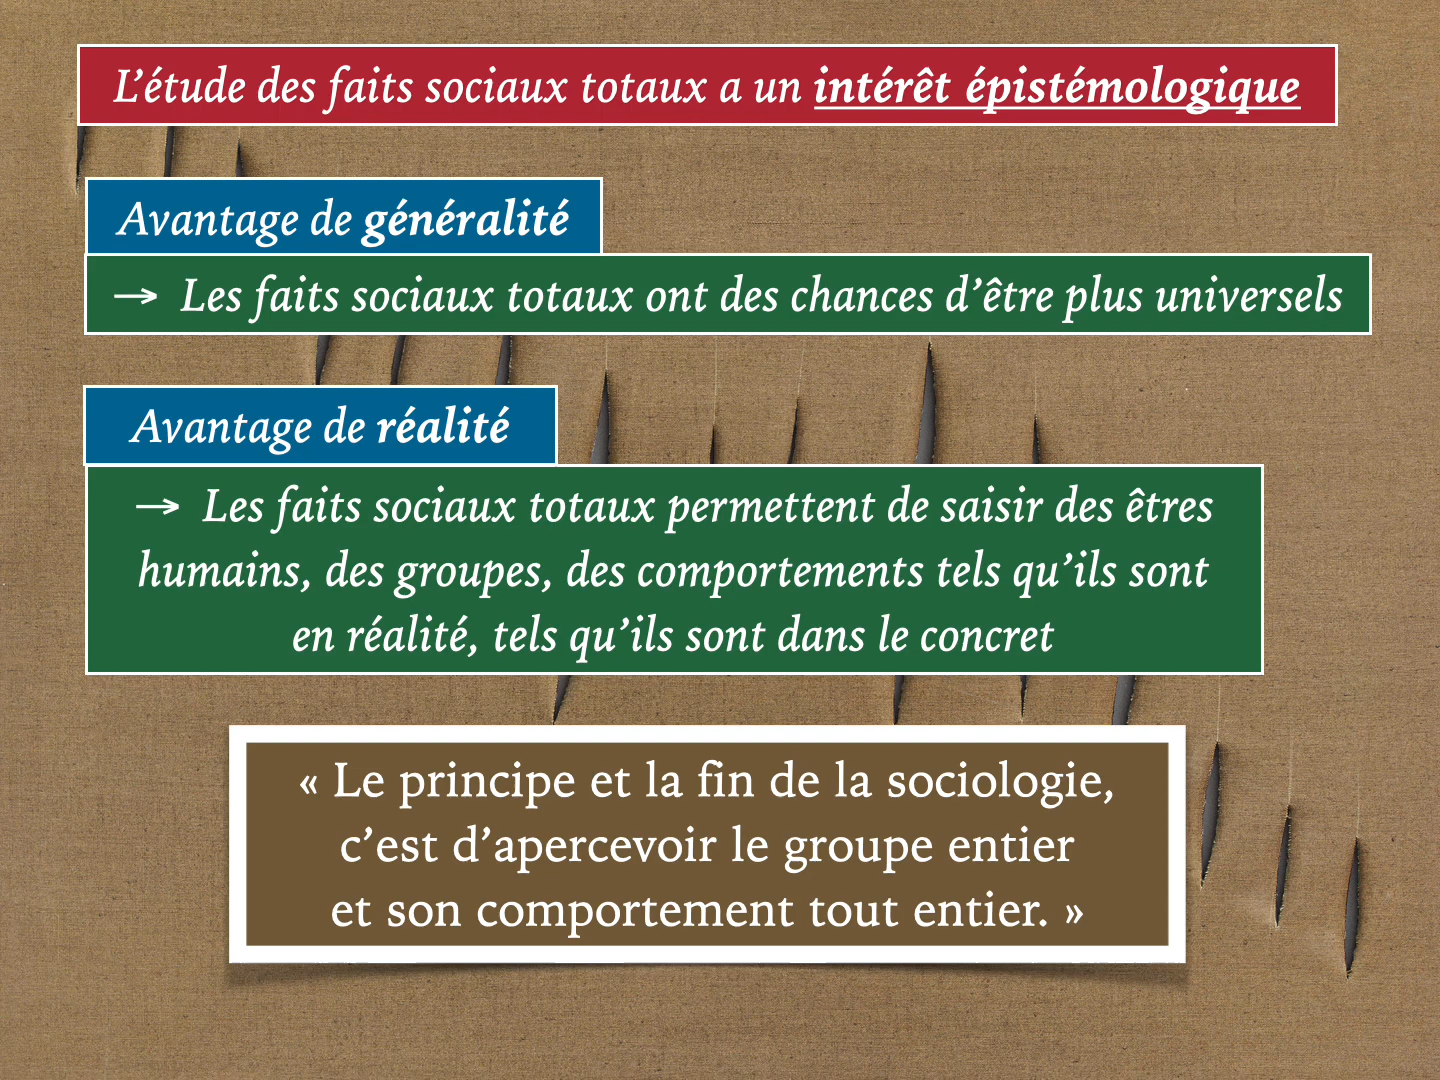 L’étude des faits sociaux totaux a un intérêt épistémologique
Avantage de généralité
→ Les faits sociaux totaux ont des chances d’être plus universels
Avantage de réalité
→ Les faits sociaux totaux permettent de saisir des êtres
humains, des groupes, des comportements tels qu’ils sont
en réalité, tels qu’ils sont dans le concret
« Le principe et la fin de la sociologie,
c’est d’apercevoir le groupe entier
et son comportement tout entier. »